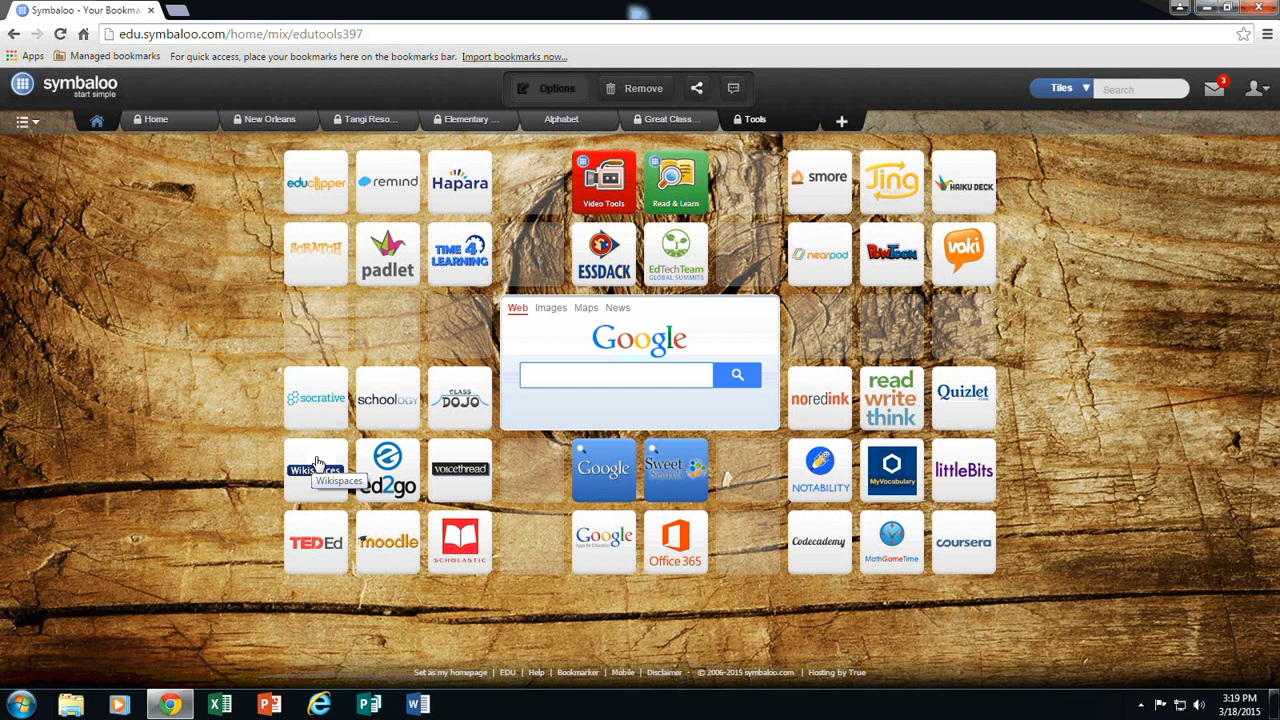 Symbaloo - Your Bookma
edu.symbaloo.com/home/mix/edutools397
Apps Managed bookmarks For quick access, place your bookmarks here on the bookmarks bar. Import bookmarks now...
symbaloo
start simple
Options Remove Tiles Search 3
Home New Orleans Tangi Reso... Elementary ... Alphabet Great Class... Tools
educlipper remind Hapara Video Tools Read & Learn smore Jing HAIKU DECK
SCRATCH padlet TIME 4 LEARNING ESSDACK EdTechTeam GLOBAL SUMMITS nearpod PowToon voki
Web Images Maps News
Google
socrative schoology CLASS DOJO noredink read write think Quizlet
Wikispaces ed2go voicethread Google Sweet Search NOTABILITY MyVocabulary littleBits
Wikispaces
TEDEd moodle SCHOLASTIC Google Apps for Education Office 365 Codecademy MathGameTime coursera
Set as my homepage EDU Help Bookmarker Mobile Disclaimer © 2006-2015 symbaloo.com Hosting by True
3:19 PM
3/18/2015